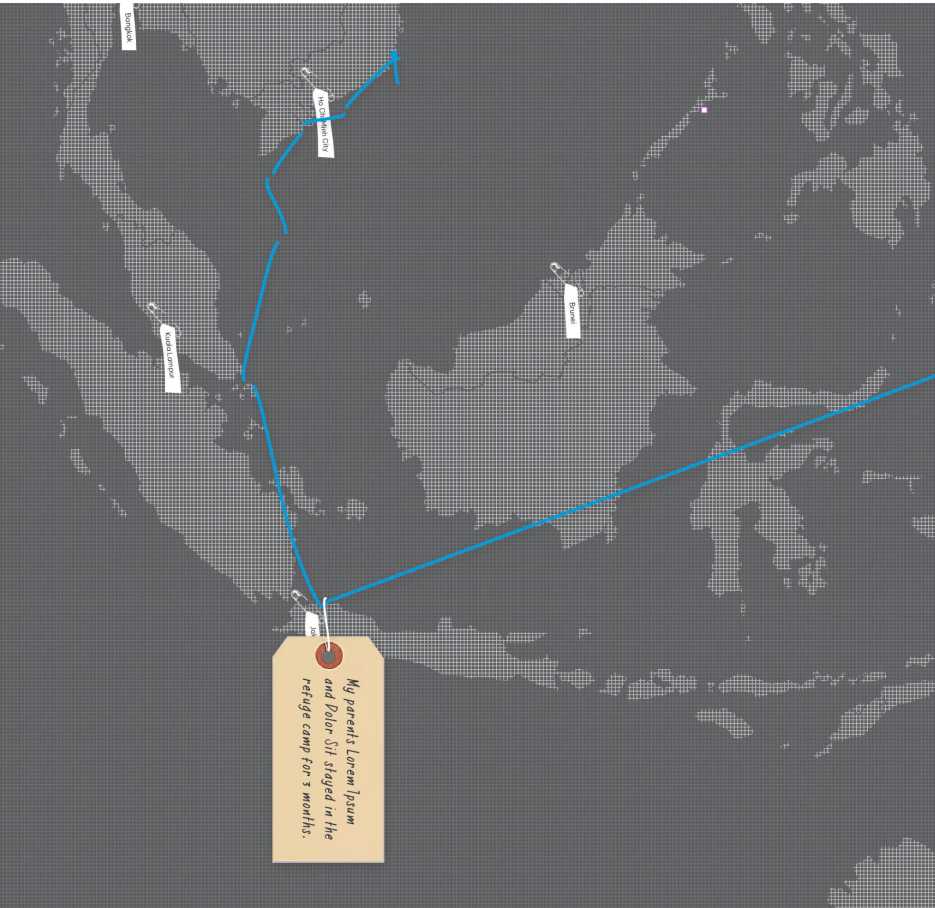 Bangkok
Ho Chi Minh City
Brunei
Kuala Lampur
My parents Lorem Ipsum
and Dolor Sit stayed in the
refuge camp for 3 months.